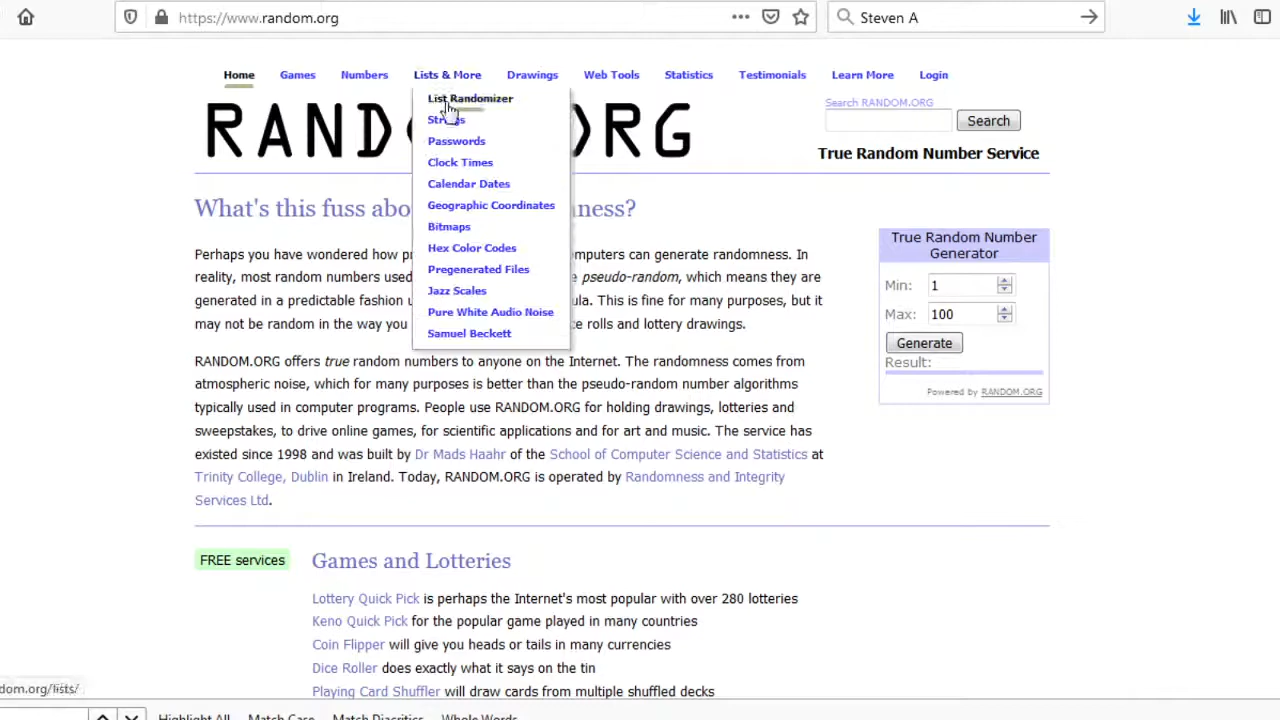 https://www.random.org
Steven A
Home Games Numbers Lists & More Drawings Web Tools Statistics Testimonials Learn More Login
List Randomizer
Strings
Passwords
Clock Times
Calendar Dates
Geographic Coordinates
Bitmaps
Hex Color Codes
Pregenerated Files
Jazz Scales
Pure White Audio Noise
Samuel Beckett
RAND ORG
Search RANDOM.ORG
Search
True Random Number Service
What's this fuss abo ness?
Perhaps you have wondered how pr mputers can generate randomness. In
reality, most random numbers used pseudo-random, which means they are
generated in a predictable fashion u ula. This is fine for many purposes, but it
may not be random in the way you ce rolls and lottery drawings.
RANDOM.ORG offers true random numbers to anyone on the Internet. The randomness comes from
atmospheric noise, which for many purposes is better than the pseudo-random number algorithms
typically used in computer programs. People use RANDOM.ORG for holding drawings, lotteries and
sweepstakes, to drive online games, for scientific applications and for art and music. The service has
existed since 1998 and was built by Dr Mads Haahr of the School of Computer Science and Statistics at
Trinity College, Dublin in Ireland. Today, RANDOM.ORG is operated by Randomness and Integrity
Services Ltd.
True Random Number
Generator
Min: 1
Max: 100
Generate
Result:
Powered by RANDOM.ORG
FREE services
Games and Lotteries
Lottery Quick Pick is perhaps the Internet's most popular with over 280 lotteries
Keno Quick Pick for the popular game played in many countries
Coin Flipper will give you heads or tails in many currencies
Dice Roller does exactly what it says on the tin
Playing Card Shuffler will draw cards from multiple shuffled decks
dom.org/lists/
Highlight All Match Case Match Diacritics Whole Words